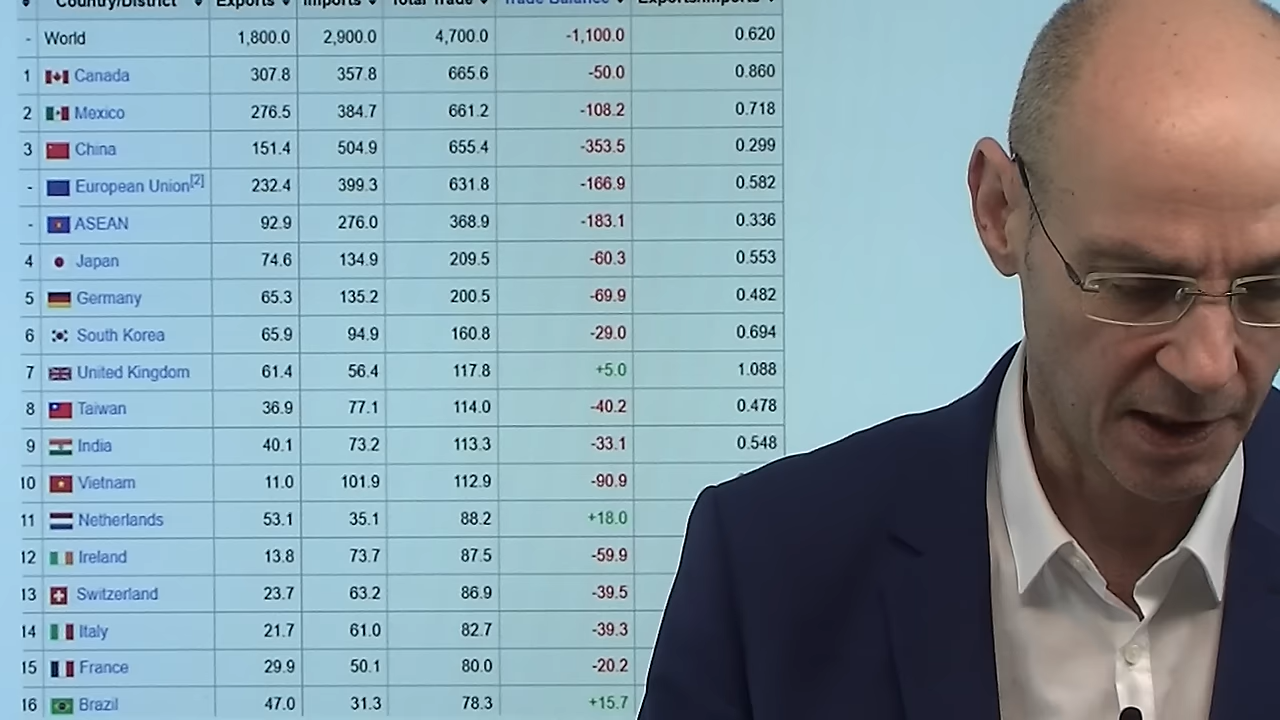 Country/District Exports Imports Total Trade Trade Balance Exports/Imports
- World 1,800.0 2,900.0 4,700.0 -1,100.0 0.620
1 Canada 307.8 357.8 665.6 -50.0 0.860
2 Mexico 276.5 384.7 661.2 -108.2 0.718
3 China 151.4 504.9 655.4 -353.5 0.299
- European Union[2] 232.4 399.3 631.8 -166.9 0.582
- ASEAN 92.9 276.0 368.9 -183.1 0.336
4 Japan 74.6 134.9 209.5 -60.3 0.553
5 Germany 65.3 135.2 200.5 -69.9 0.482
6 South Korea 65.9 94.9 160.8 -29.0 0.694
7 United Kingdom 61.4 56.4 117.8 +5.0 1.088
8 Taiwan 36.9 77.1 114.0 -40.2 0.478
9 India 40.1 73.2 113.3 -33.1 0.548
10 Vietnam 11.0 101.9 112.9 -90.9
11 Netherlands 53.1 35.1 88.2 +18.0
12 Ireland 13.8 73.7 87.5 -59.9
13 Switzerland 23.7 63.2 86.9 -39.5
14 Italy 21.7 61.0 82.7 -39.3
15 France 29.9 50.1 80.0 -20.2
16 Brazil 47.0 31.3 78.3 +15.7